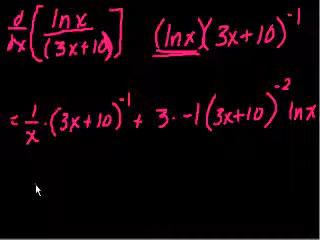 d/dx [ ln x / (3x+10) ] (ln x)(3x+10)^-1
= 1/x · (3x+10)^-1 + 3 · -1 (3x+10)^-2 ln x